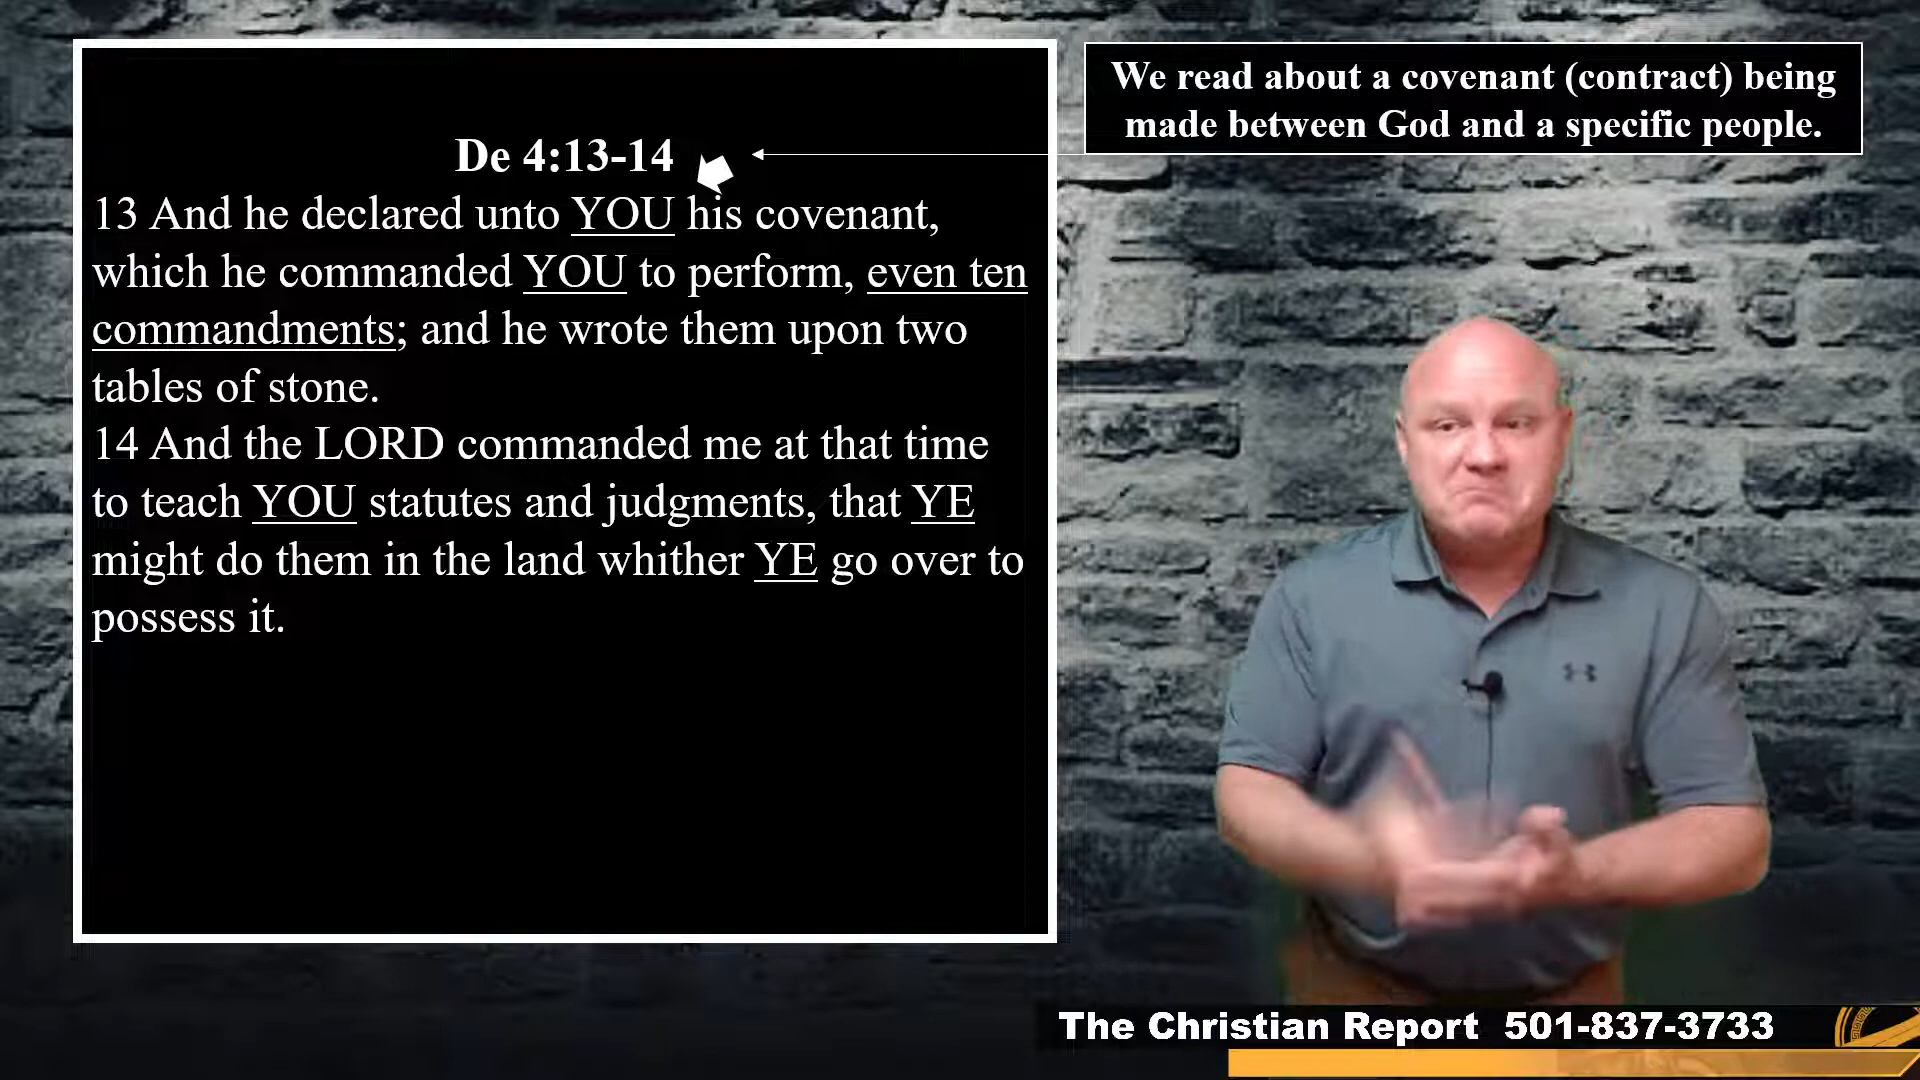 We read about a covenant (contract) being
made between God and a specific people.
De 4:13-14
13 And he declared unto YOU his covenant,
which he commanded YOU to perform, even ten
commandments; and he wrote them upon two
tables of stone.
14 And the LORD commanded me at that time
to teach YOU statutes and judgments, that YE
might do them in the land whither YE go over to
possess it.
The Christian Report 501-837-3733